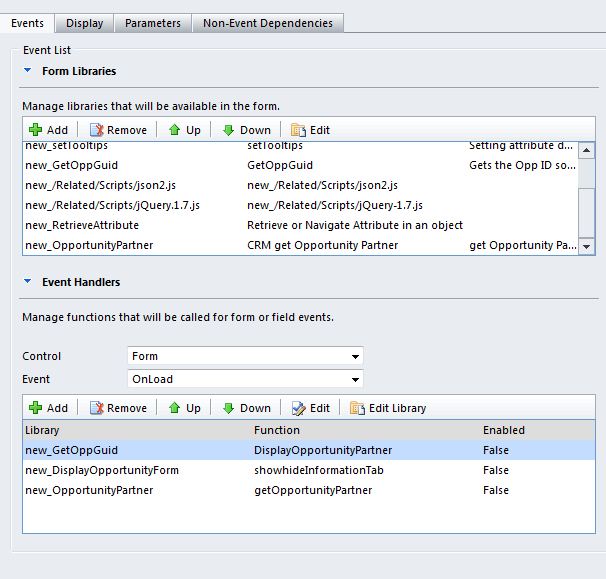 Events Display Parameters Non-Event Dependencies
Event List
Form Libraries
Manage libraries that will be available in the form.
Add Remove Up Down Edit
new_setTooltips setTooltips Setting attribute d...
new_GetOppGuid GetOppGuid Gets the Opp ID so...
new_/Related/Scripts/json2.js new_/Related/Scripts/json2.js
new_/Related/Scripts/jQuery.1.7.js new_/Related/Scripts/jQuery-1.7.js
new_RetrieveAttribute Retrieve or Navigate Attribute in an object
new_OpportunityPartner CRM get Opportunity Partner get Opportunity Pa...
Event Handlers
Manage functions that will be called for form or field events.
Control Form
Event OnLoad
Add Remove Up Down Edit Edit Library
Library Function Enabled
new_GetOppGuid DisplayOpportunityPartner False
new_DisplayOpportunityForm showhideInformationTab False
new_OpportunityPartner getOpportunityPartner False